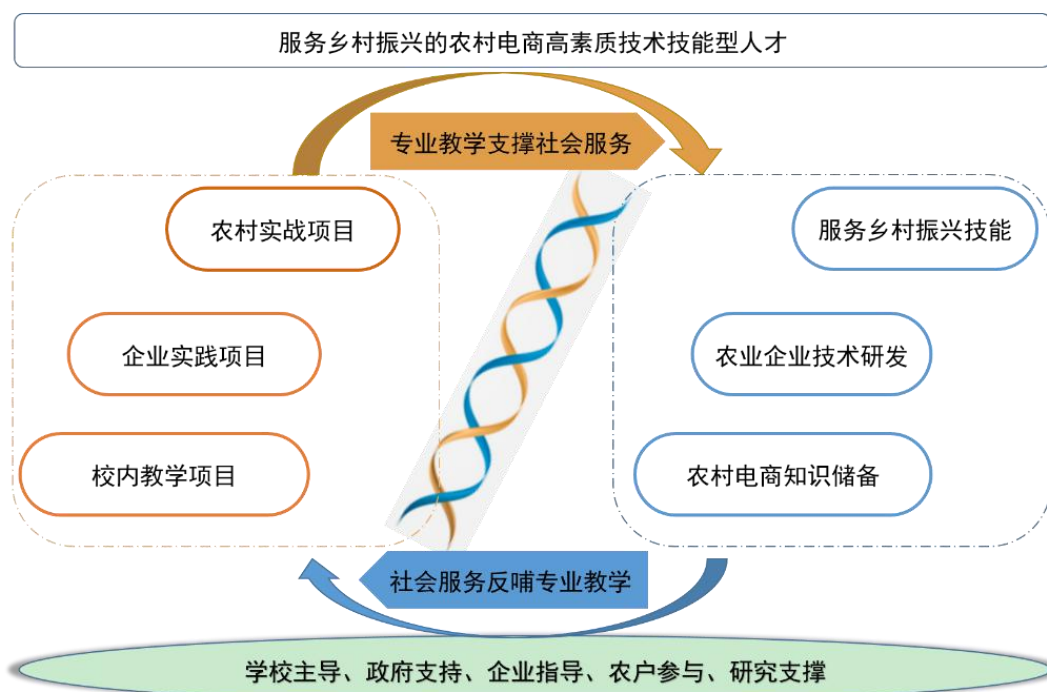 服务乡村振兴的农村电商高素质技术技能型人才
专业教学支撑社会服务
农村实战项目
服务乡村振兴技能
企业实践项目
农业企业技术研发
校内教学项目
农村电商知识储备
社会服务反哺专业教学
学校主导、政府支持、企业指导、农户参与、研究支撑